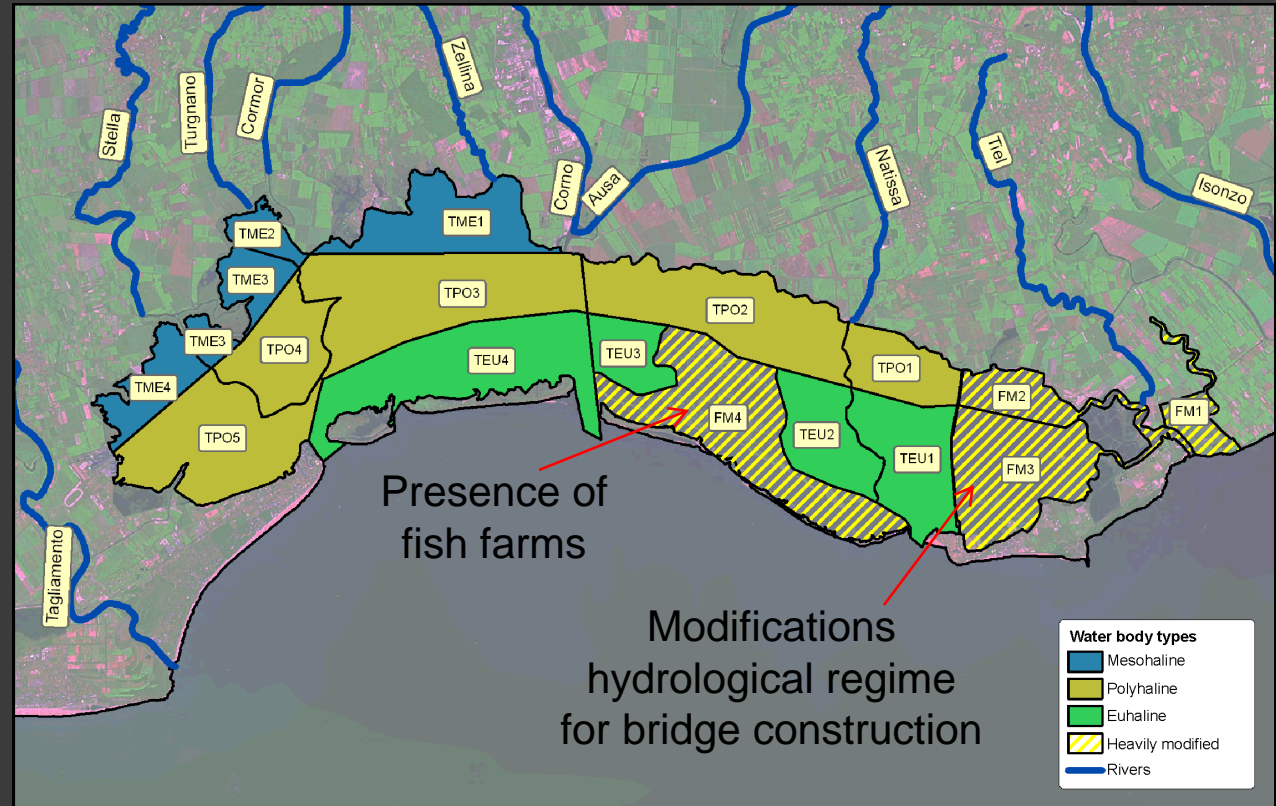 Stella
Turgnano
Cormor
Zellina
Corno
Ausa
Natissa
Tiel
Isonzo
TME2
TME1
TME3
TPO3
TPO2
TME3
TPO4
TEU4
TEU3
TPO1
TME4
FM2
FM1
TPO5
FM4
TEU2
TEU1
FM3
Presence of
fish farms
Tagliamento
Modifications
hydrological regime
for bridge construction
Water body types
Mesohaline
Polyhaline
Euhaline
Heavily modified
Rivers